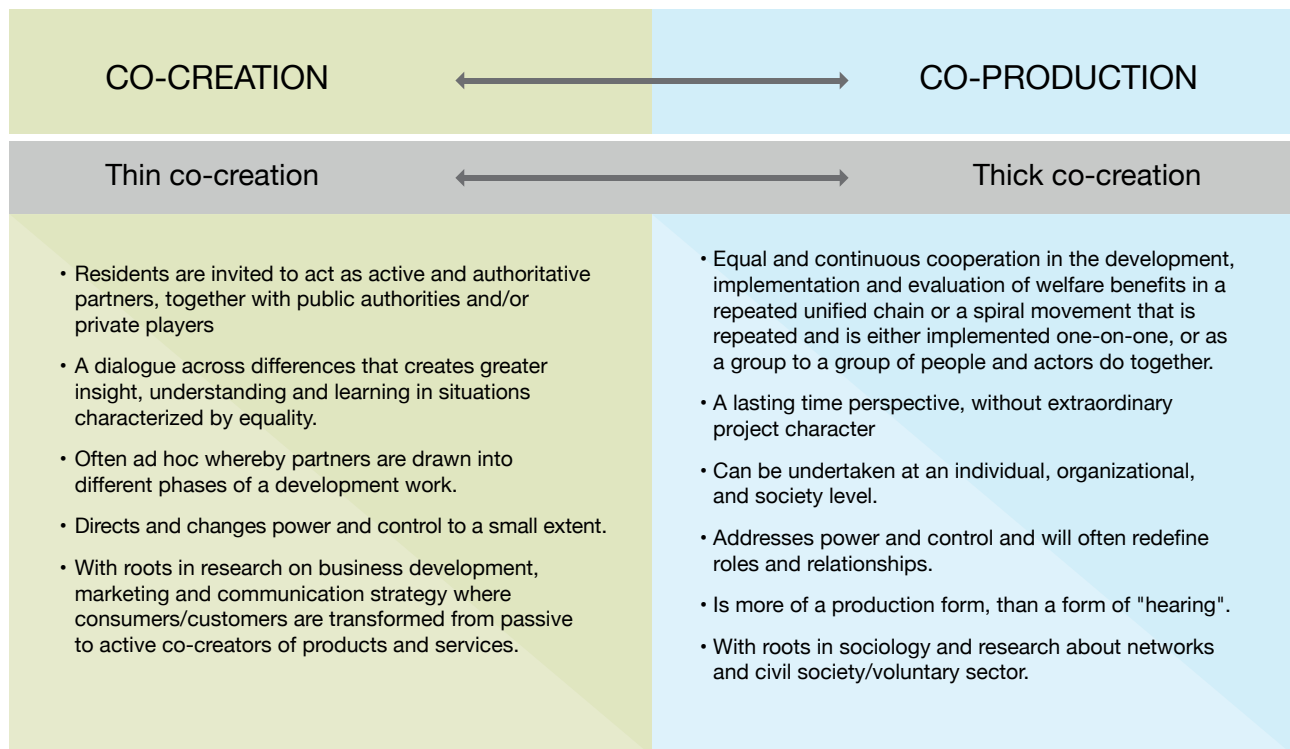 CO-CREATION
CO-PRODUCTION
Thin co-creation
Thick co-creation
• Residents are invited to act as active and authoritative
partners, together with public authorities and/or
private players
• A dialogue across differences that creates greater
insight, understanding and learning in situations
characterized by equality.
• Often ad hoc whereby partners are drawn into
different phases of a development work.
• Directs and changes power and control to a small extent.
• With roots in research on business development,
marketing and communication strategy where
consumers/customers are transformed from passive
to active co-creators of products and services.
• Equal and continuous cooperation in the development,
implementation and evaluation of welfare benefits in a
repeated unified chain or a spiral movement that is
repeated and is either implemented one-on-one, or as
a group to a group of people and actors do together.
• A lasting time perspective, without extraordinary
project character
• Can be undertaken at an individual, organizational,
and society level.
• Addresses power and control and will often redefine
roles and relationships.
• Is more of a production form, than a form of "hearing".
• With roots in sociology and research about networks
and civil society/voluntary sector.